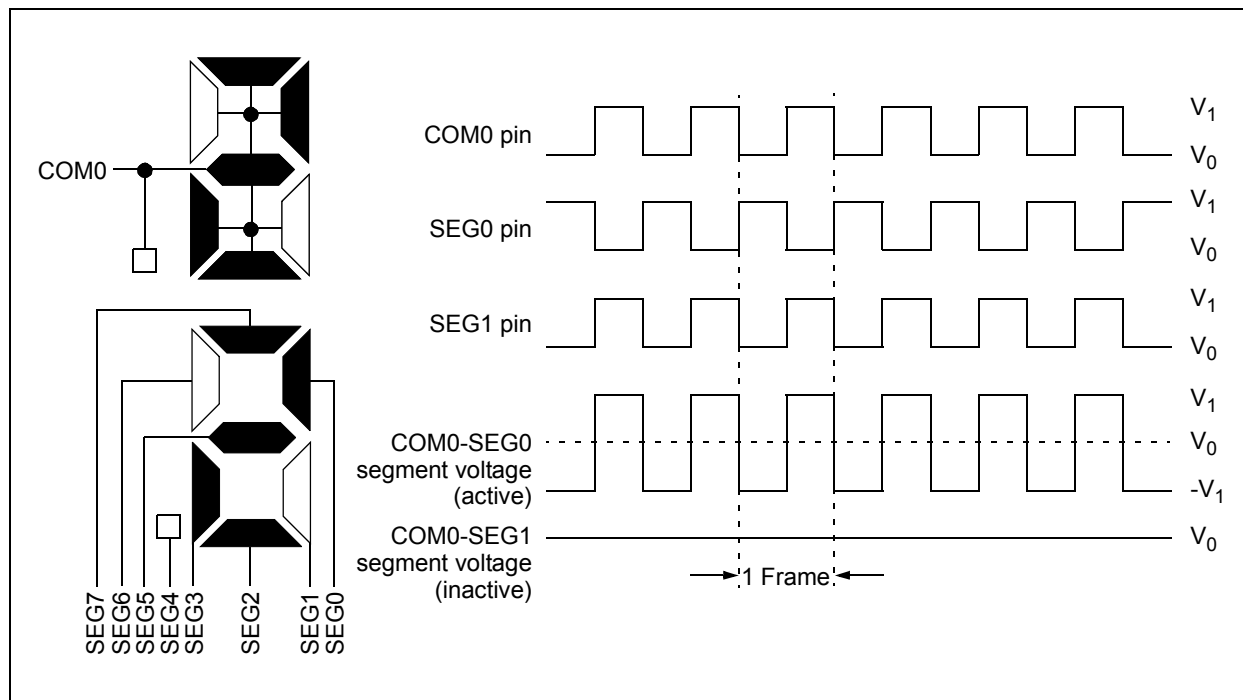 COM0
COM0 pin
V1
V0
SEG0 pin
V1
V0
SEG1 pin
V1
V0
COM0-SEG0
segment voltage
(active)
V1
V0
-V1
COM0-SEG1
segment voltage
(inactive)
V0
1 Frame
SEG7
SEG6
SEG5
SEG4
SEG3
SEG2
SEG1
SEG0